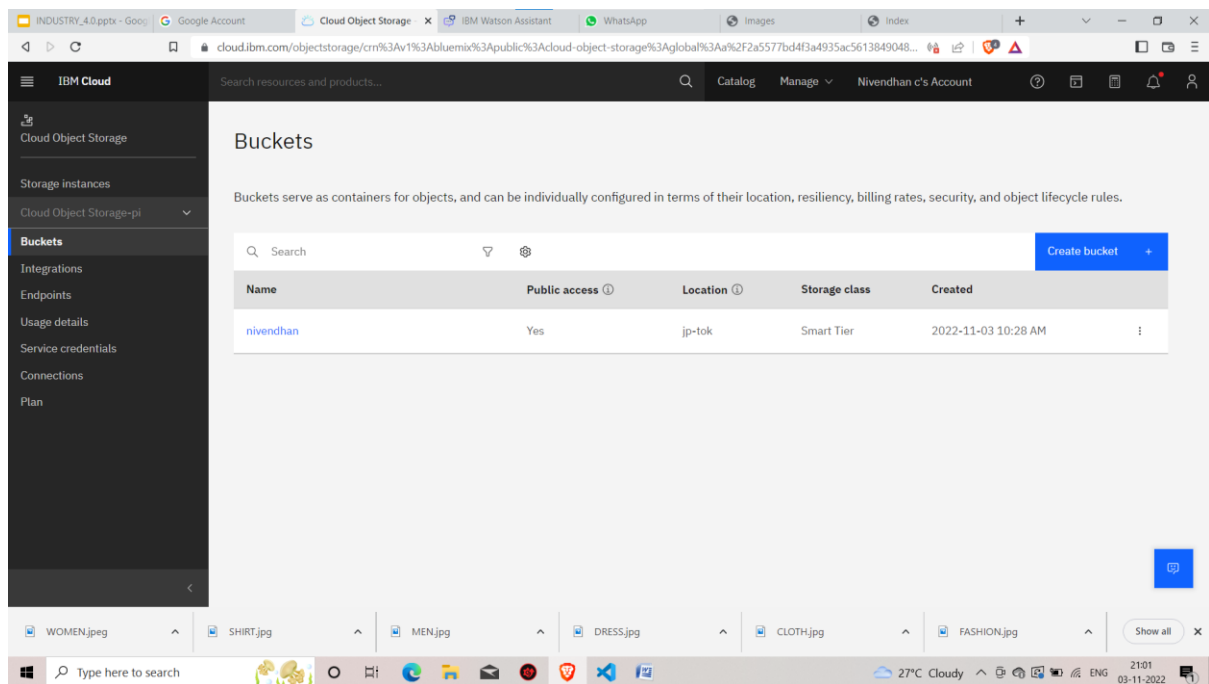 INDUSTRY_4.0.pptx - Goo
Google Account
Cloud Object Storage
IBM Watson Assistant
WhatsApp
Images
Index
cloud.ibm.com/objectstorage/crn%3Av1%3Abluemix%3Apublic%3Acloud-object-storage%3Aglobal%3Aa%2F2a5577bd4f3a4935ac5613849048...
IBM Cloud
Search resources and products...
Catalog
Manage
Nivendhan c's Account
Cloud Object Storage
Storage instances
Cloud Object Storage-pi
Buckets
Integrations
Endpoints
Usage details
Service credentials
Connections
Plan
Buckets
Buckets serve as containers for objects, and can be individually configured in terms of their location, resiliency, billing rates, security, and object lifecycle rules.
Search
Create bucket +
Name Public access Location Storage class Created
nivendhan Yes jp-tok Smart Tier 2022-11-03 10:28 AM
WOMEN.jpeg
SHIRT.jpg
MEN.jpg
DRESS.jpg
CLOTH.jpg
FASHION.jpg
Show all
Type here to search
27°C Cloudy
ENG
21:01
03-11-2022